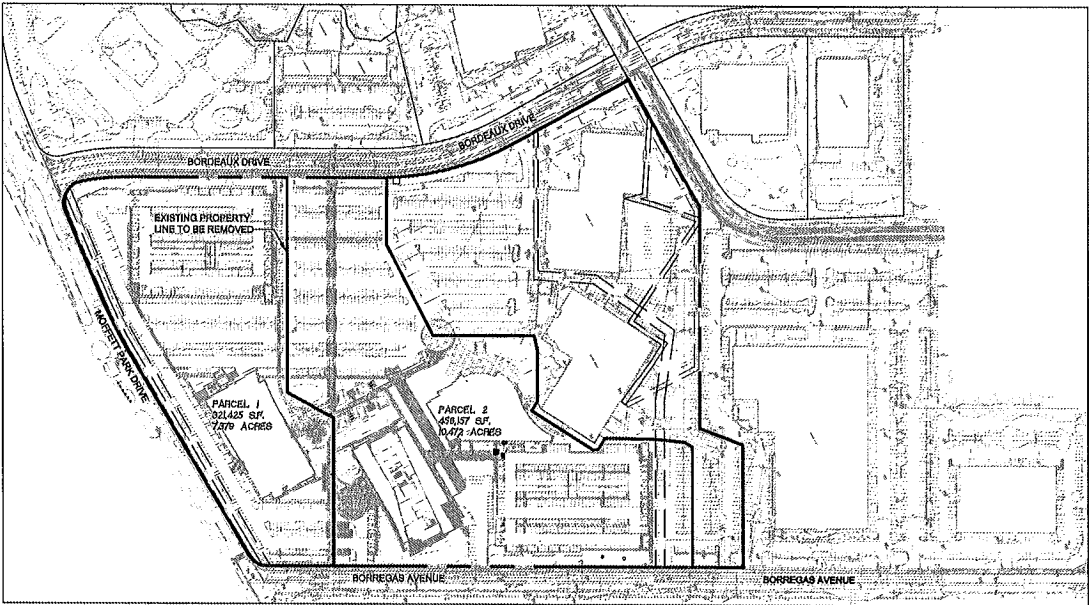 BORDEAUX DRIVE
BORDEAUX DRIVE
EXISTING PROPERTY
LINE TO BE REMOVED
MOFFETT PARK DRIVE
PARCEL 1
321,425 S.F.
7.379 ACRES
PARCEL 2
456,157 S.F.
10.472 ACRES
BORREGAS AVENUE
BORREGAS AVENUE